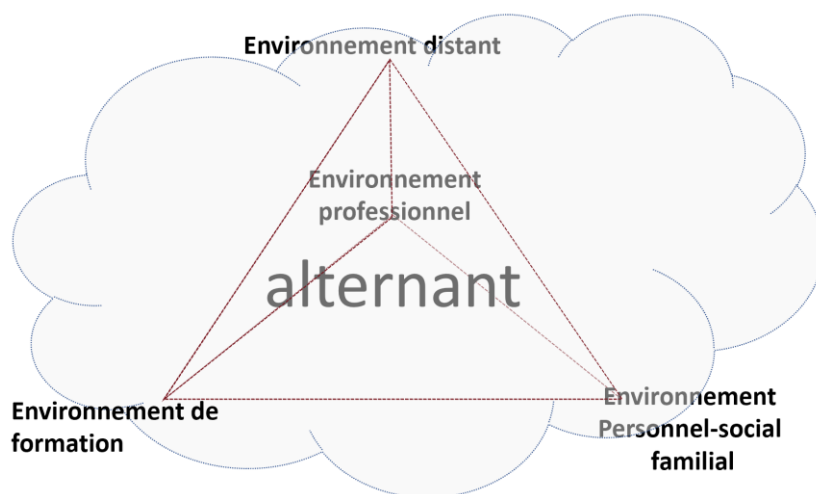 Environnement distant
Environnement
professionnel
alternant
Environnement de
formation
Environnement
Personnel-social
familial